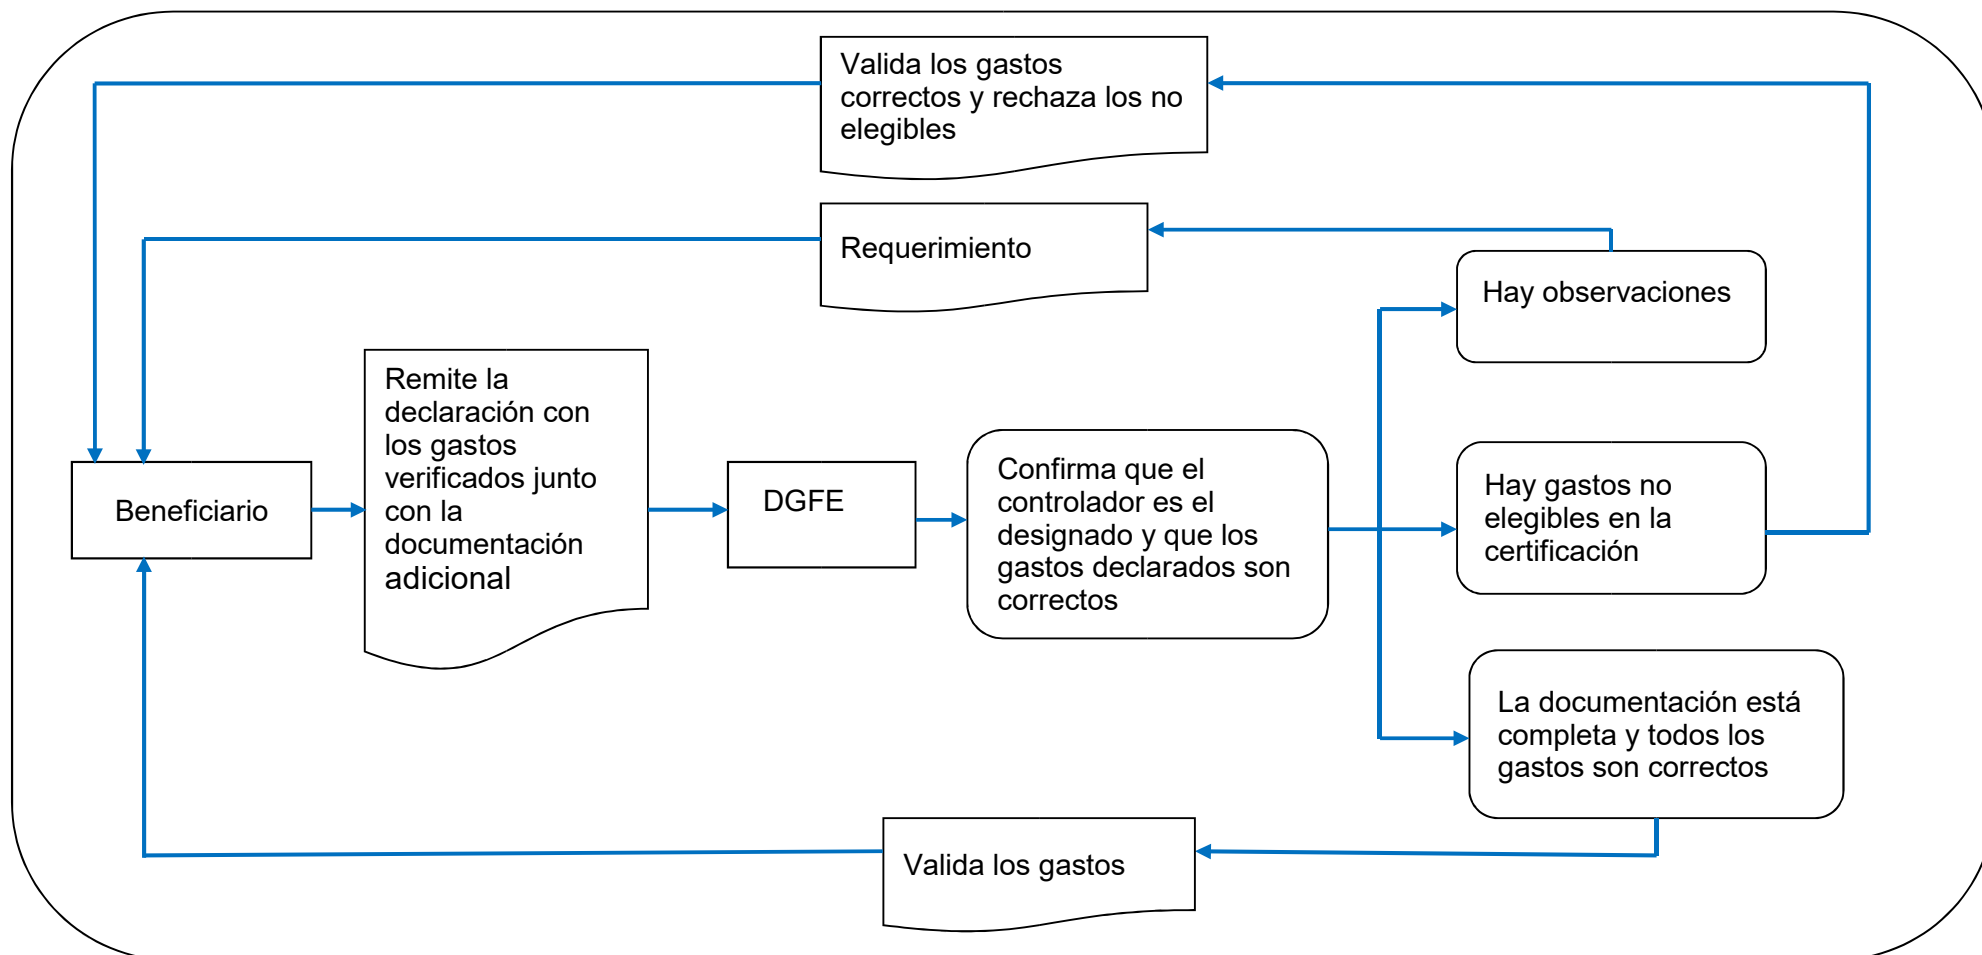 Valida los gastos
correctos y rechaza los no
elegibles
Requerimiento
Hay observaciones
Remite la
declaración con
los gastos
verificados junto
con la
documentación
adicional
Beneficiario
DGFE
Confirma que el
controlador es el
designado y que los
gastos declarados son
correctos
Hay gastos no
elegibles en la
certificación
La documentación está
completa y todos los
gastos son correctos
Valida los gastos